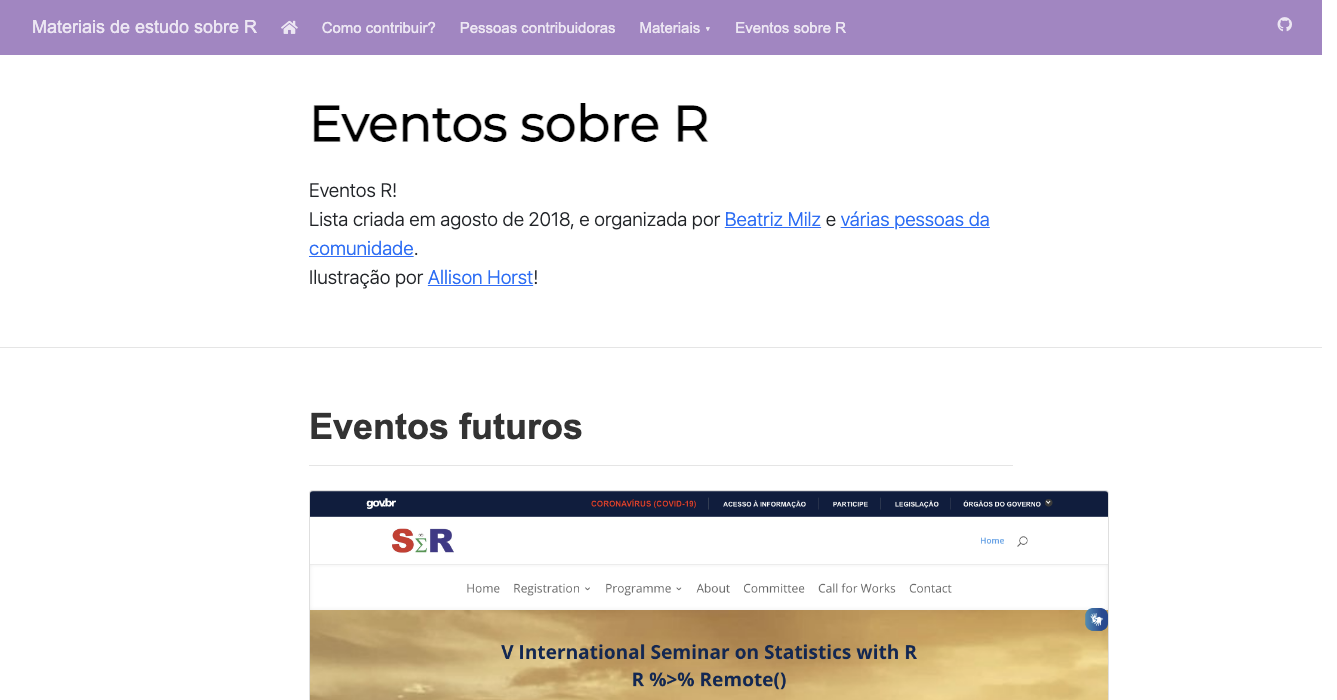 Materiais de estudo sobre R Como contribuir? Pessoas contribuidoras Materiais Eventos sobre R
Eventos sobre R
Eventos R!
Lista criada em agosto de 2018, e organizada por Beatriz Milz e várias pessoas da
comunidade.
Ilustração por Allison Horst!
Eventos futuros
gov.br CORONAVÍRUS (COVID-19) ACESSO À INFORMAÇÃO PARTICIPE LEGISLAÇÃO ÓRGÃOS DO GOVERNO
SΣR Home
Home Registration Programme About Committee Call for Works Contact
V International Seminar on Statistics with R
R %>% Remote()